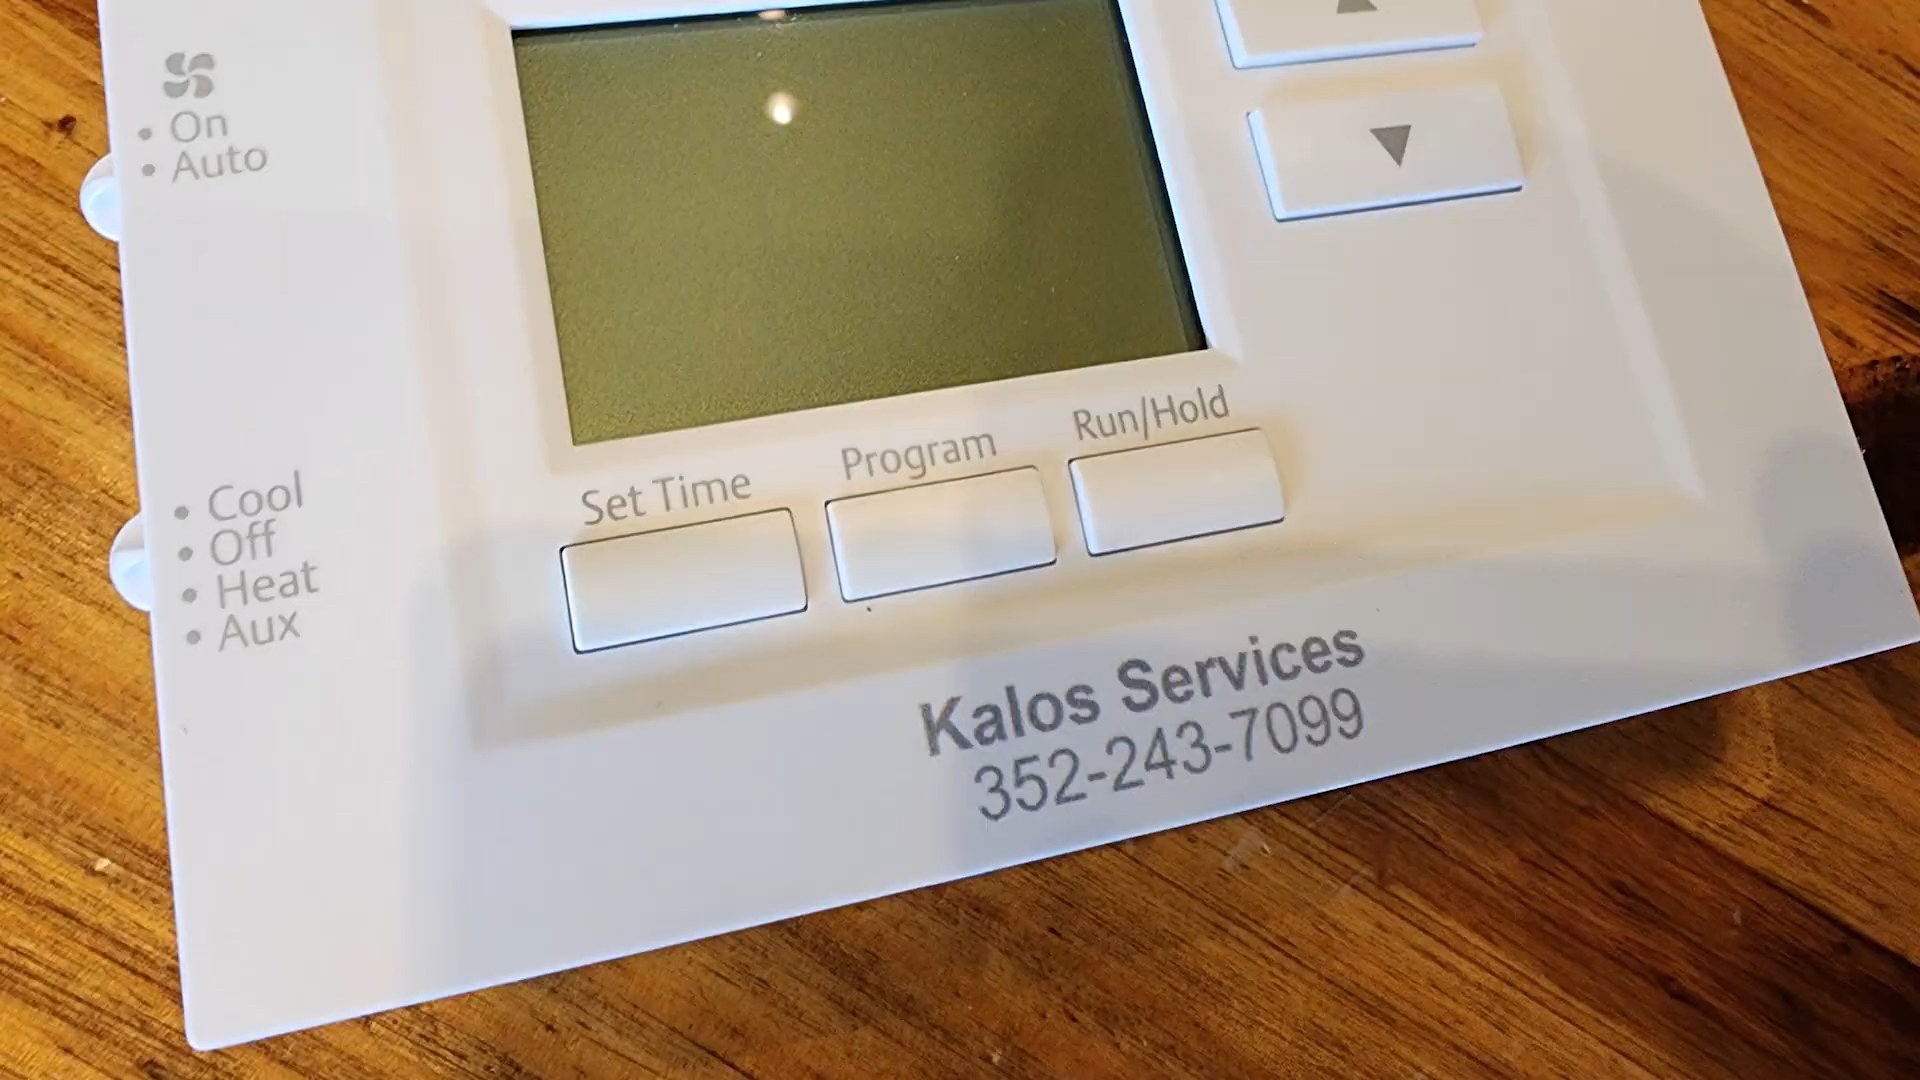 On
Auto
Cool
Off
Heat
Aux
Set Time
Program
Run/Hold
Kalos Services
352-243-7099